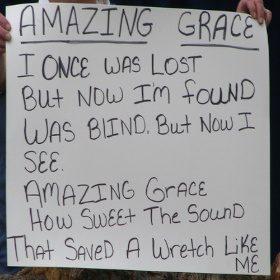 AMAZING GRACE
I ONCE WAS LOST
But NOW I'm fOUND
WAS BLIND, But NOW I
SEE.
AMAZING GRACE
HOW SWEET The SOUND
That SAVED A Wretch LIKE
ME